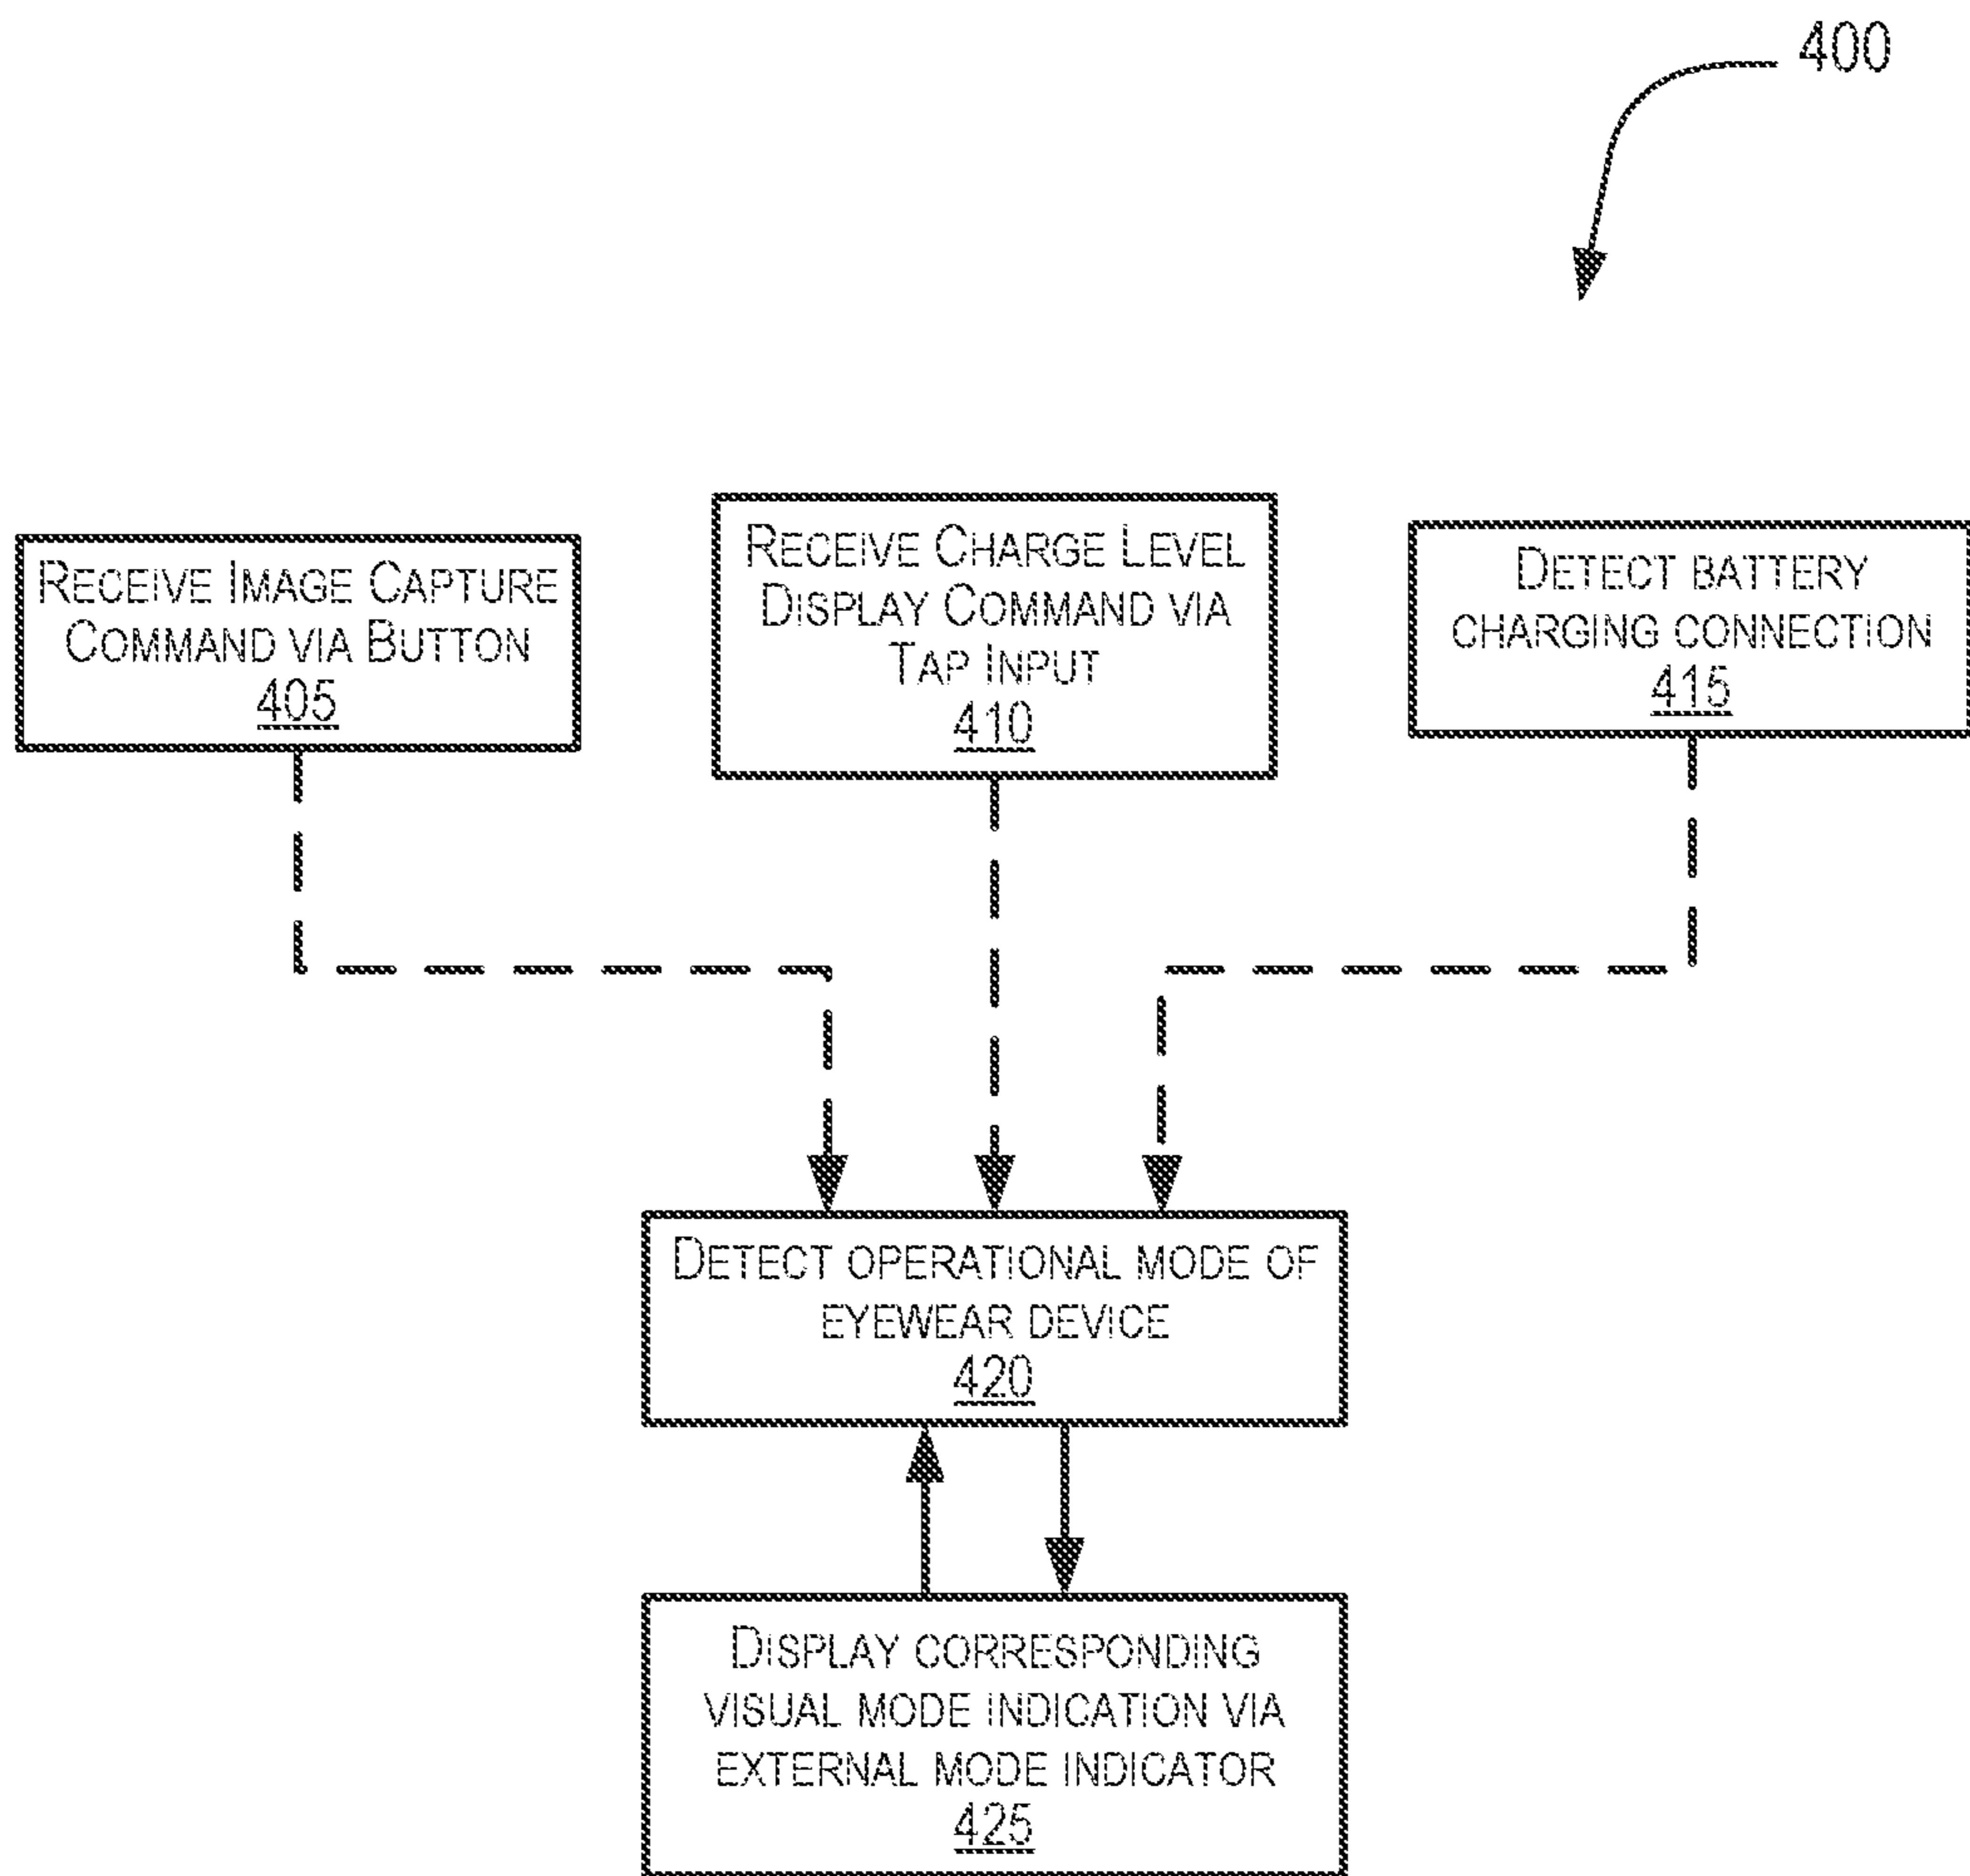 400
RECEIVE IMAGE CAPTURE
COMMAND VIA BUTTON
405
RECEIVE CHARGE LEVEL
DISPLAY COMMAND VIA
TAP INPUT
410
DETECT BATTERY
CHARGING CONNECTION
415
DETECT OPERATIONAL MODE OF
EYEWEAR DEVICE
420
DISPLAY CORRESPONDING
VISUAL MODE INDICATION VIA
EXTERNAL MODE INDICATOR
425